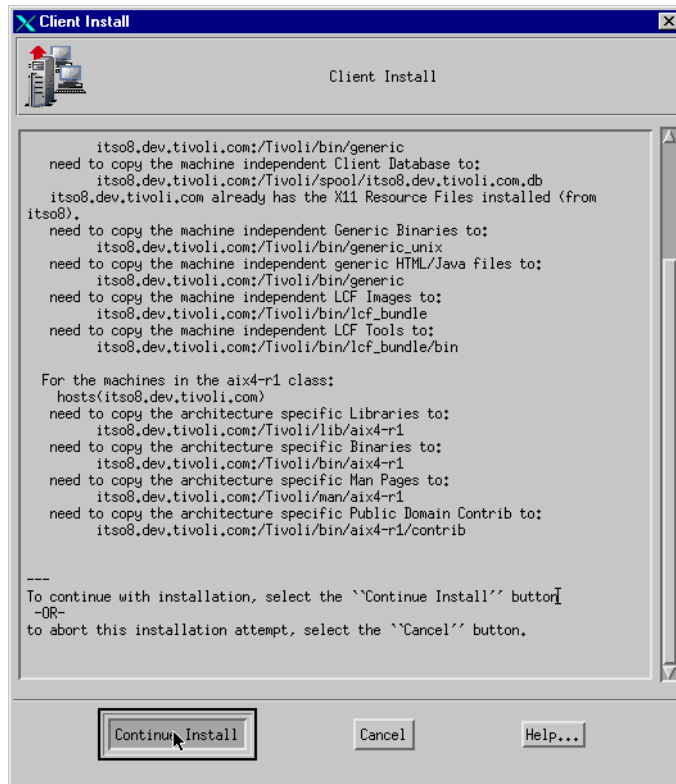 Client Install
Client Install
itso8.dev.tivoli.com:/Tivoli/bin/generic
need to copy the machine independent Client Database to:
itso8.dev.tivoli.com:/Tivoli/spool/itso8.dev.tivoli.com.db
itso8.dev.tivoli.com already has the X11 Resource Files installed (from
itso8).
need to copy the machine independent Generic Binaries to:
itso8.dev.tivoli.com:/Tivoli/bin/generic_unix
need to copy the machine independent generic HTML/Java files to:
itso8.dev.tivoli.com:/Tivoli/bin/generic
need to copy the machine independent LCF Images to:
itso8.dev.tivoli.com:/Tivoli/bin/lcf_bundle
need to copy the machine independent LCF Tools to:
itso8.dev.tivoli.com:/Tivoli/bin/lcf_bundle/bin
For the machines in the aix4-r1 class:
hosts(itso8.dev.tivoli.com)
need to copy the architecture specific Libraries to:
itso8.dev.tivoli.com:/Tivoli/lib/aix4-r1
need to copy the architecture specific Binaries to:
itso8.dev.tivoli.com:/Tivoli/bin/aix4-r1
need to copy the architecture specific Man Pages to:
itso8.dev.tivoli.com:/Tivoli/man/aix4-r1
need to copy the architecture specific Public Domain Contrib to:
itso8.dev.tivoli.com:/Tivoli/bin/aix4-r1/contrib
---
To continue with installation, select the ``Continue Install'' button
-OR-
to abort this installation attempt, select the ``Cancel'' button.
Continue Install
Cancel
Help...